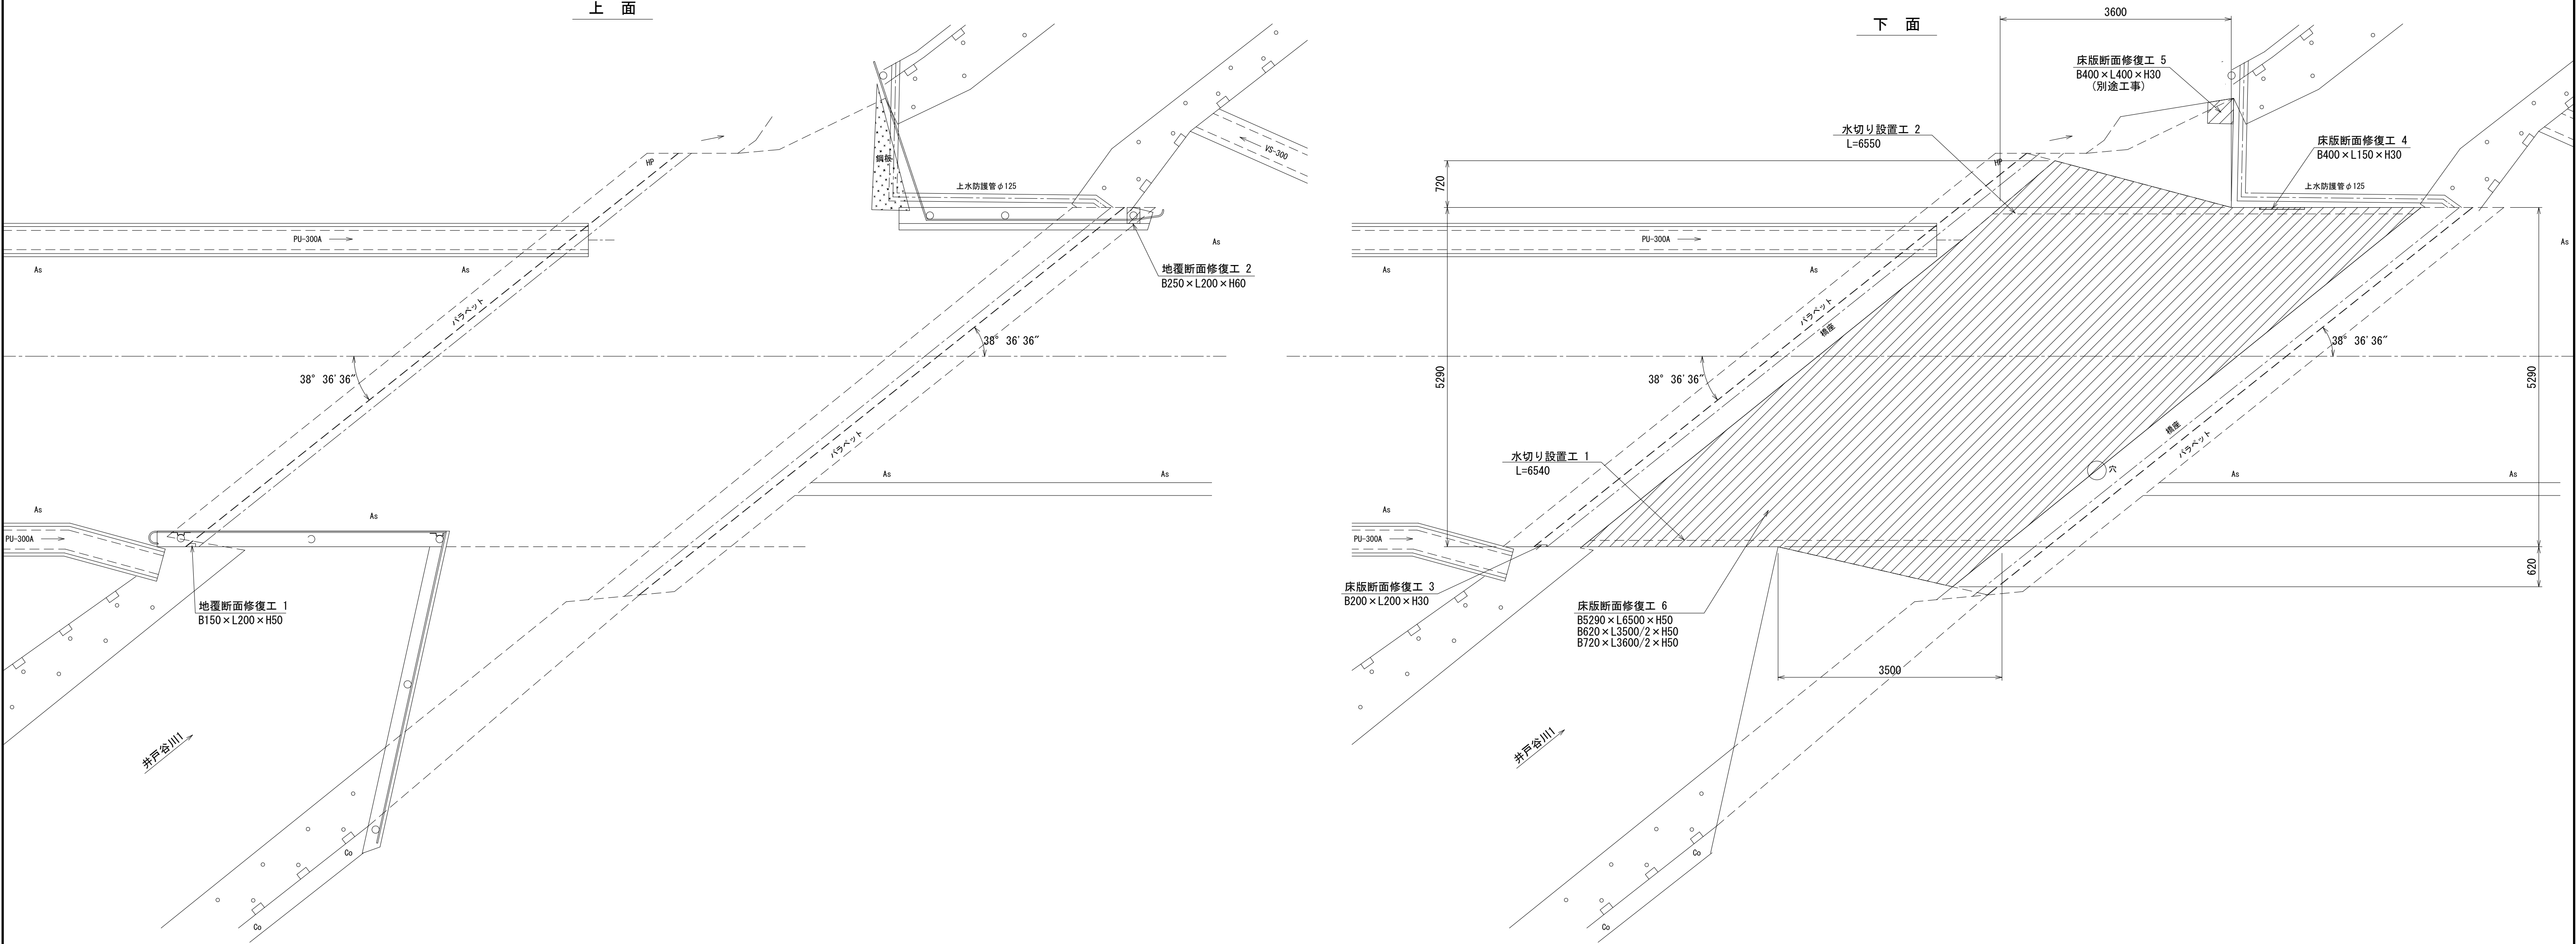 上 面
HP
鋼板
上水防護管φ125
VS-300
PU-300A
As
As
As
地覆断面修復工 2
B250×L200×H60
パラペット
38° 36' 36"
38° 36' 36"
パラペット
As
As
As
As
PU-300A
地覆断面修復工 1
B150×L200×H50
井戸谷川1
Co
Co
下 面
3600
床版断面修復工 5
B400×L400×H30
(別途工事)
水切り設置工 2
L=6550
床版断面修復工 4
B400×L150×H30
HP
720
上水防護管φ125
PU-300A
As
As
As
パラペット
橋座
38° 36' 36"
38° 36' 36"
5290
5290
橋座
パラペット
水切り設置工 1
L=6540
穴
As
As
As
PU-300A
620
床版断面修復工 3
B200×L200×H30
床版断面修復工 6
B5290×L6500×H50
B620×L3500/2×H50
B720×L3600/2×H50
3500
井戸谷川1
Co
Co